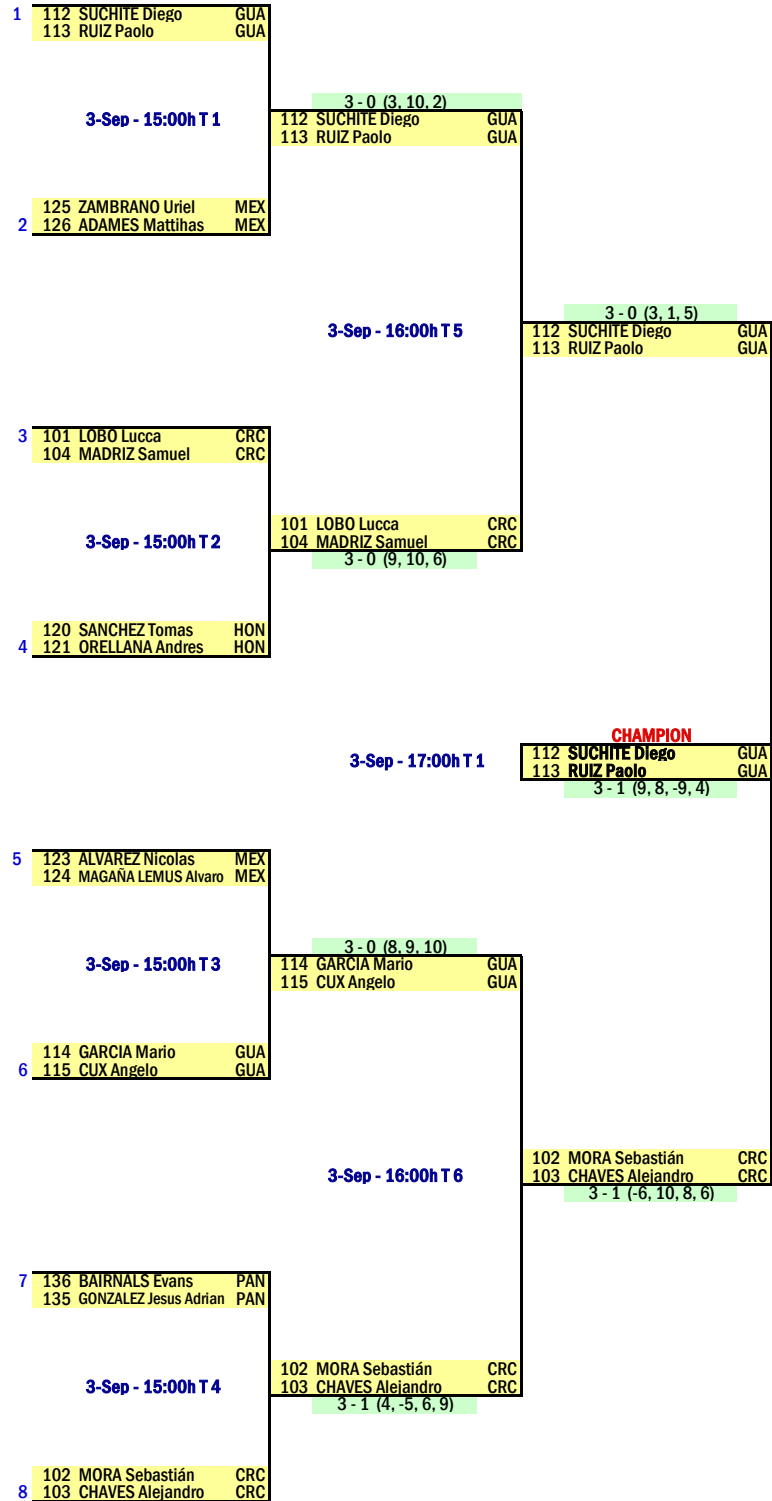 1 112 SUCHITE Diego GUA
113 RUIZ Paolo GUA
3 - 0 (3, 10, 2)
3-Sep - 15:00h T 1
112 SUCHITE Diego GUA
113 RUIZ Paolo GUA
125 ZAMBRANO Uriel MEX
2 126 ADAMES Mattihas MEX
3 - 0 (3, 1, 5)
3-Sep - 16:00h T 5
112 SUCHITE Diego GUA
113 RUIZ Paolo GUA
3 101 LOBO Lucca CRC
104 MADRIZ Samuel CRC
101 LOBO Lucca CRC
3-Sep - 15:00h T 2
104 MADRIZ Samuel CRC
3 - 0 (9, 10, 6)
120 SANCHEZ Tomas HON
4 121 ORELLANA Andres HON
CHAMPION
3-Sep - 17:00h T 1
112 SUCHITE Diego GUA
113 RUIZ Paolo GUA
3 - 1 (9, 8, -9, 4)
5 123 ALVAREZ Nicolas MEX
124 MAGAÑA LEMUS Alvaro MEX
3 - 0 (8, 9, 10)
3-Sep - 15:00h T 3
114 GARCIA Mario GUA
115 CUX Angelo GUA
114 GARCIA Mario GUA
6 115 CUX Angelo GUA
102 MORA Sebastián CRC
3-Sep - 16:00h T 6
103 CHAVES Alejandro CRC
3 - 1 (-6, 10, 8, 6)
7 136 BAIRNALS Evans PAN
135 GONZALEZ Jesus Adrian PAN
102 MORA Sebastián CRC
3-Sep - 15:00h T 4
103 CHAVES Alejandro CRC
3 - 1 (4, -5, 6, 9)
102 MORA Sebastián CRC
8 103 CHAVES Alejandro CRC